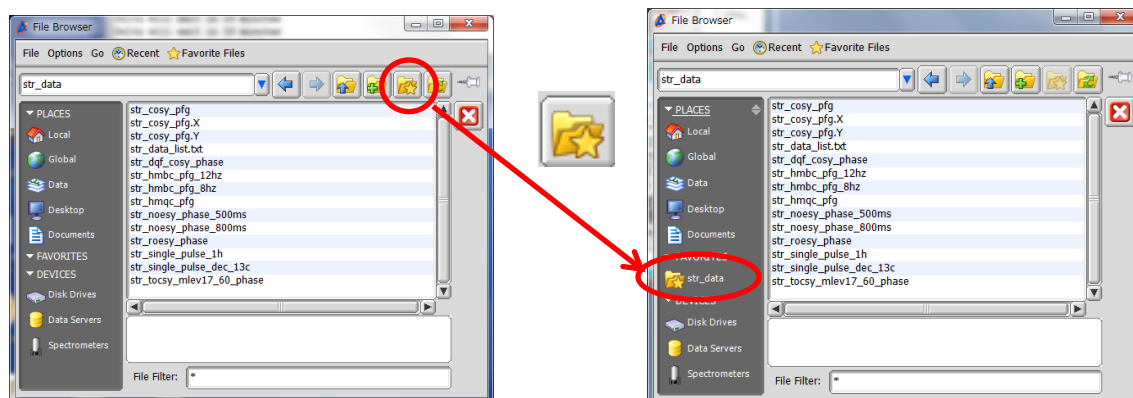 File Browser
File Options Go Recent Favorite Files
str_data
PLACES
Local
Global
Data
Desktop
Documents
FAVORITES
DEVICES
Disk Drives
Data Servers
Spectrometers
str_cosy_pfg
str_cosy_pfg.X
str_cosy_pfg.Y
str_data_list.txt
str_dqf_cosy_phase
str_hmbc_pfg_12hz
str_hmbc_pfg_8hz
str_hmqc_pfg
str_noesy_phase_500ms
str_noesy_phase_800ms
str_roesy_phase
str_single_pulse_1h
str_single_pulse_dec_13c
str_tocsy_mlev17_60_phase
File Filter: *
File Browser
File Options Go Recent Favorite Files
str_data
PLACES
Local
Global
Data
Desktop
Documents
FAVORITES
str_data
DEVICES
Disk Drives
Data Servers
Spectrometers
str_cosy_pfg
str_cosy_pfg.X
str_cosy_pfg.Y
str_data_list.txt
str_dqf_cosy_phase
str_hmbc_pfg_12hz
str_hmbc_pfg_8hz
str_hmqc_pfg
str_noesy_phase_500ms
str_noesy_phase_800ms
str_roesy_phase
str_single_pulse_1h
str_single_pulse_dec_13c
str_tocsy_mlev17_60_phase
File Filter: *